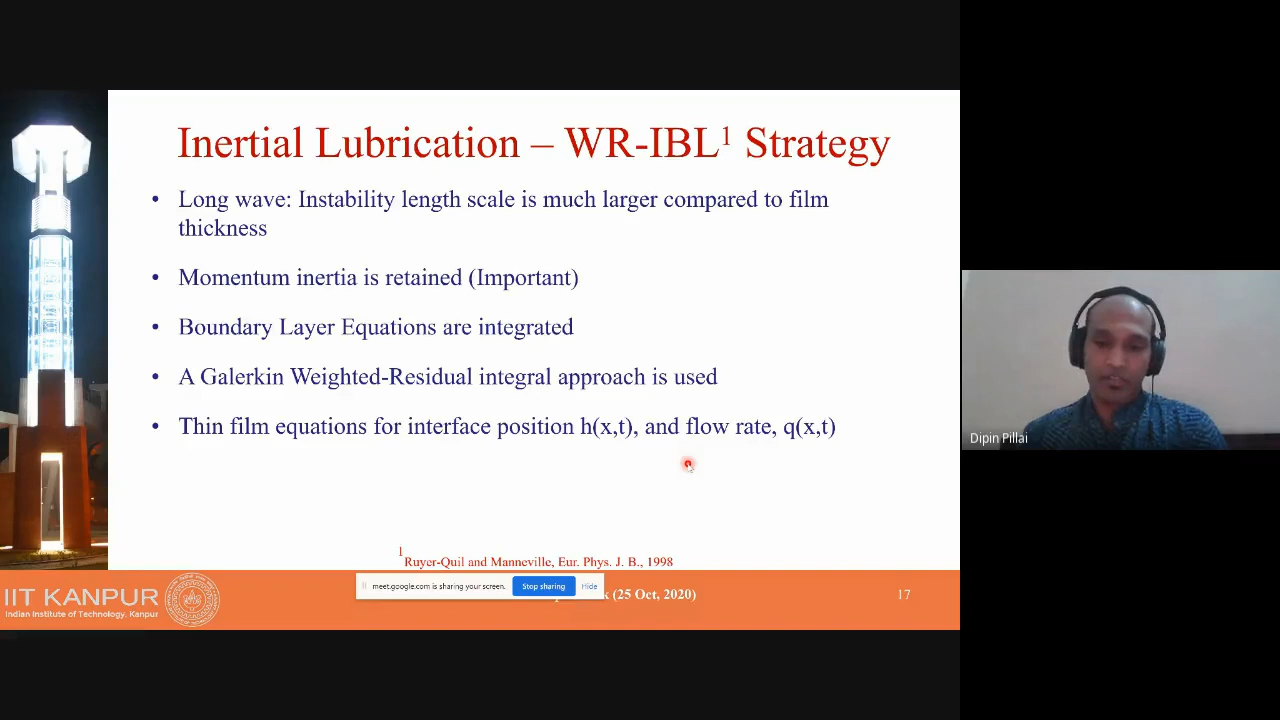 Inertial Lubrication – WR-IBL1 Strategy
• Long wave: Instability length scale is much larger compared to film
thickness
• Momentum inertia is retained (Important)
• Boundary Layer Equations are integrated
• A Galerkin Weighted-Residual integral approach is used
• Thin film equations for interface position h(x,t), and flow rate, q(x,t)
Dipin Pillai
1 Ruyer-Quil and Manneville, Eur. Phys. J. B., 1998
meet.google.com is sharing your screen. Stop sharing Hide
(25 Oct, 2020)
17
IIT KANPUR
Indian Institute of Technology, Kanpur